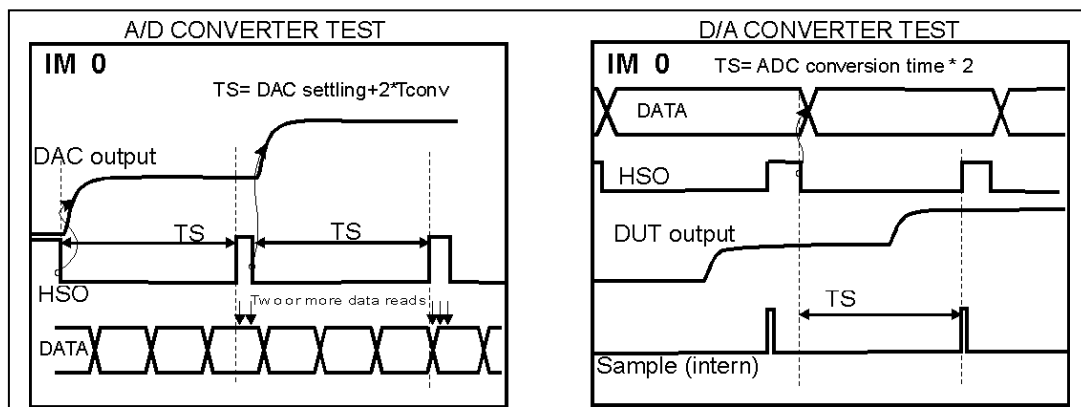 A/D CONVERTER TEST
IM 0
TS= DAC settling+2*Tconv
DAC output
TS
TS
HSO
Two or more data reads
DATA
D/A CONVERTER TEST
IM 0
TS= ADC conversion time * 2
DATA
HSO
DUT output
TS
Sample (intern)